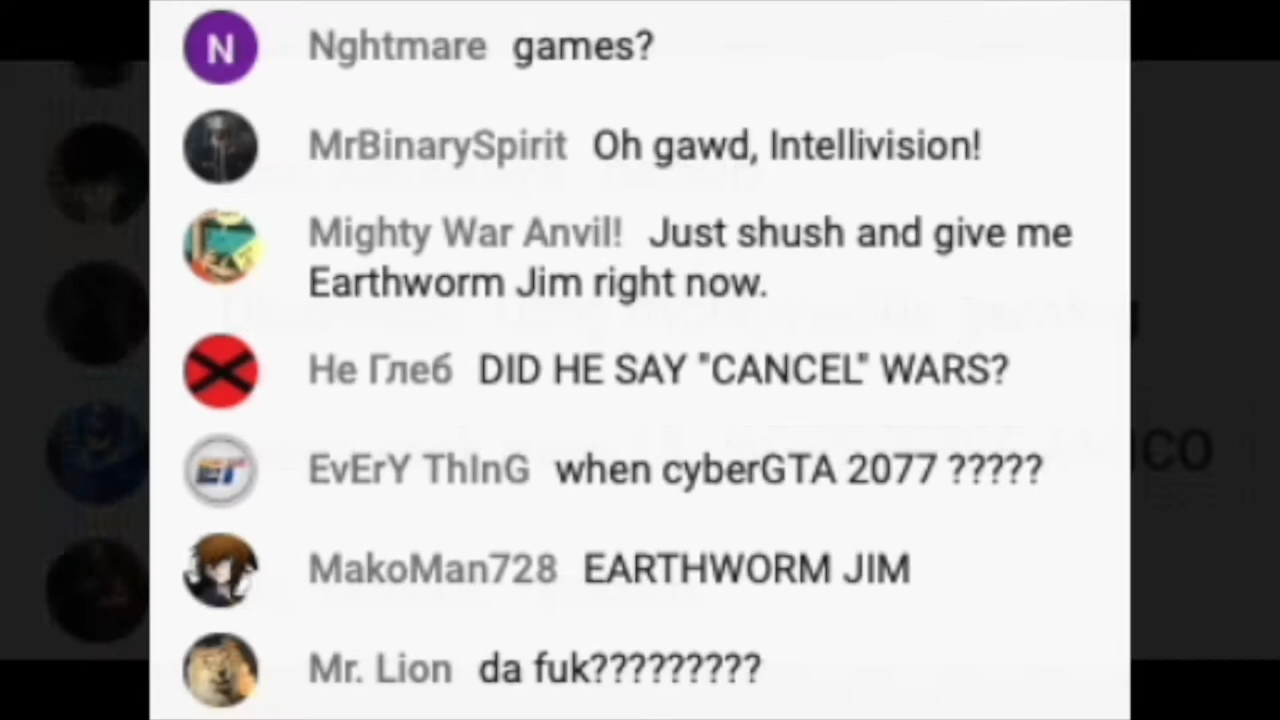 N Nghtmare games?
MrBinarySpirit Oh gawd, Intellivision!
Mighty War Anvil! Just shush and give me
Earthworm Jim right now.
Не Глеб DID HE SAY "CANCEL" WARS?
ET EvErY ThInG when cyberGTA 2077 ?????
MakoMan728 EARTHWORM JIM
Mr. Lion da fuk?????????